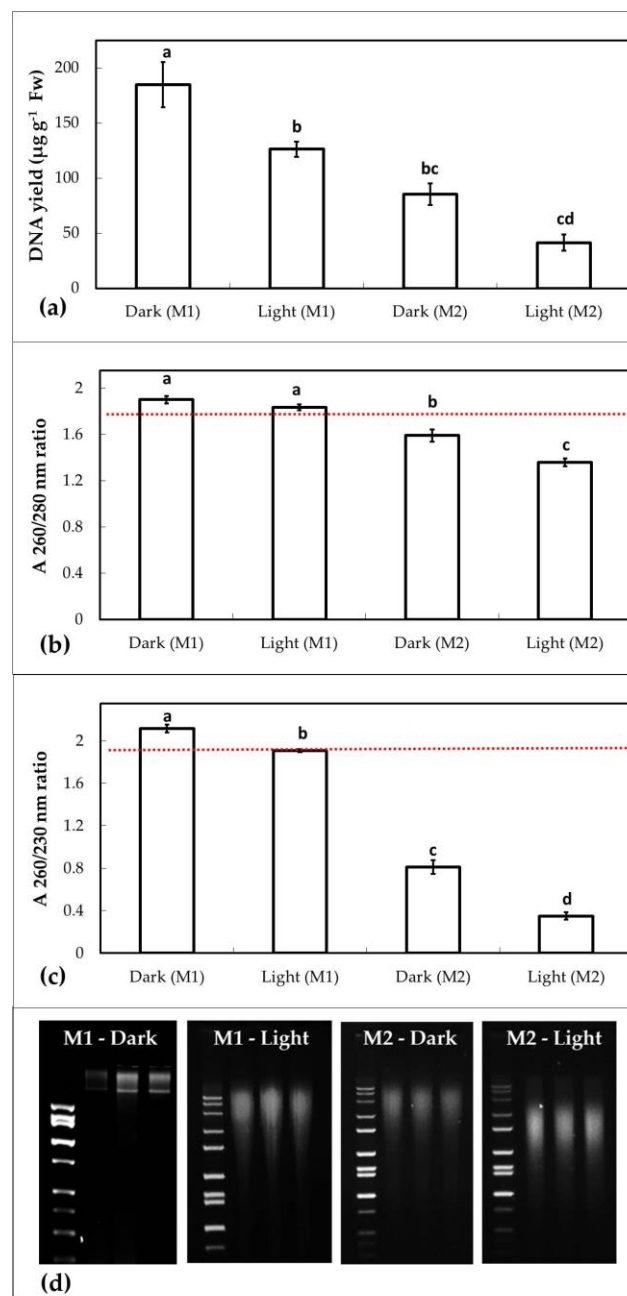 DNA yield (µg g⁻¹ Fw)
200
150
100
50
0
a
b
bc
cd
Dark (M1) Light (M1) Dark (M2) Light (M2)
(a)
A 260/280 nm ratio
2
1.6
1.2
0.8
0.4
0
a
a
b
c
Dark (M1) Light (M1) Dark (M2) Light (M2)
(b)
A 260/230 nm ratio
2
1.6
1.2
0.8
0.4
0
a
b
c
d
Dark (M1) Light (M1) Dark (M2) Light (M2)
(c)
M1 - Dark M1 - Light M2 - Dark M2 - Light
(d)